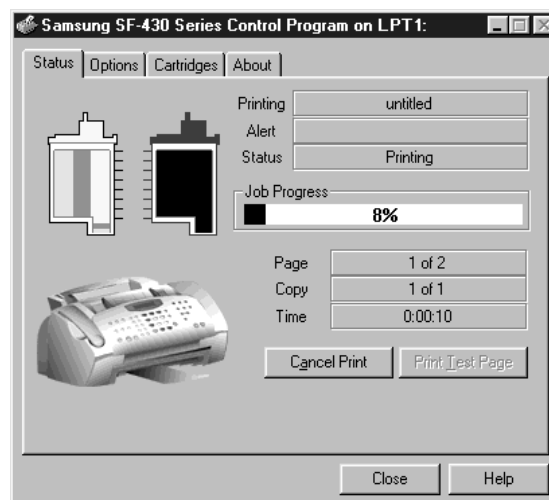 Samsung SF-430 Series Control Program on LPT1:
Status Options Cartridges About
Printing untitled
Alert
Status Printing
Job Progress
8%
Page 1 of 2
Copy 1 of 1
Time 0:00:10
Cancel Print Print Test Page
Close Help